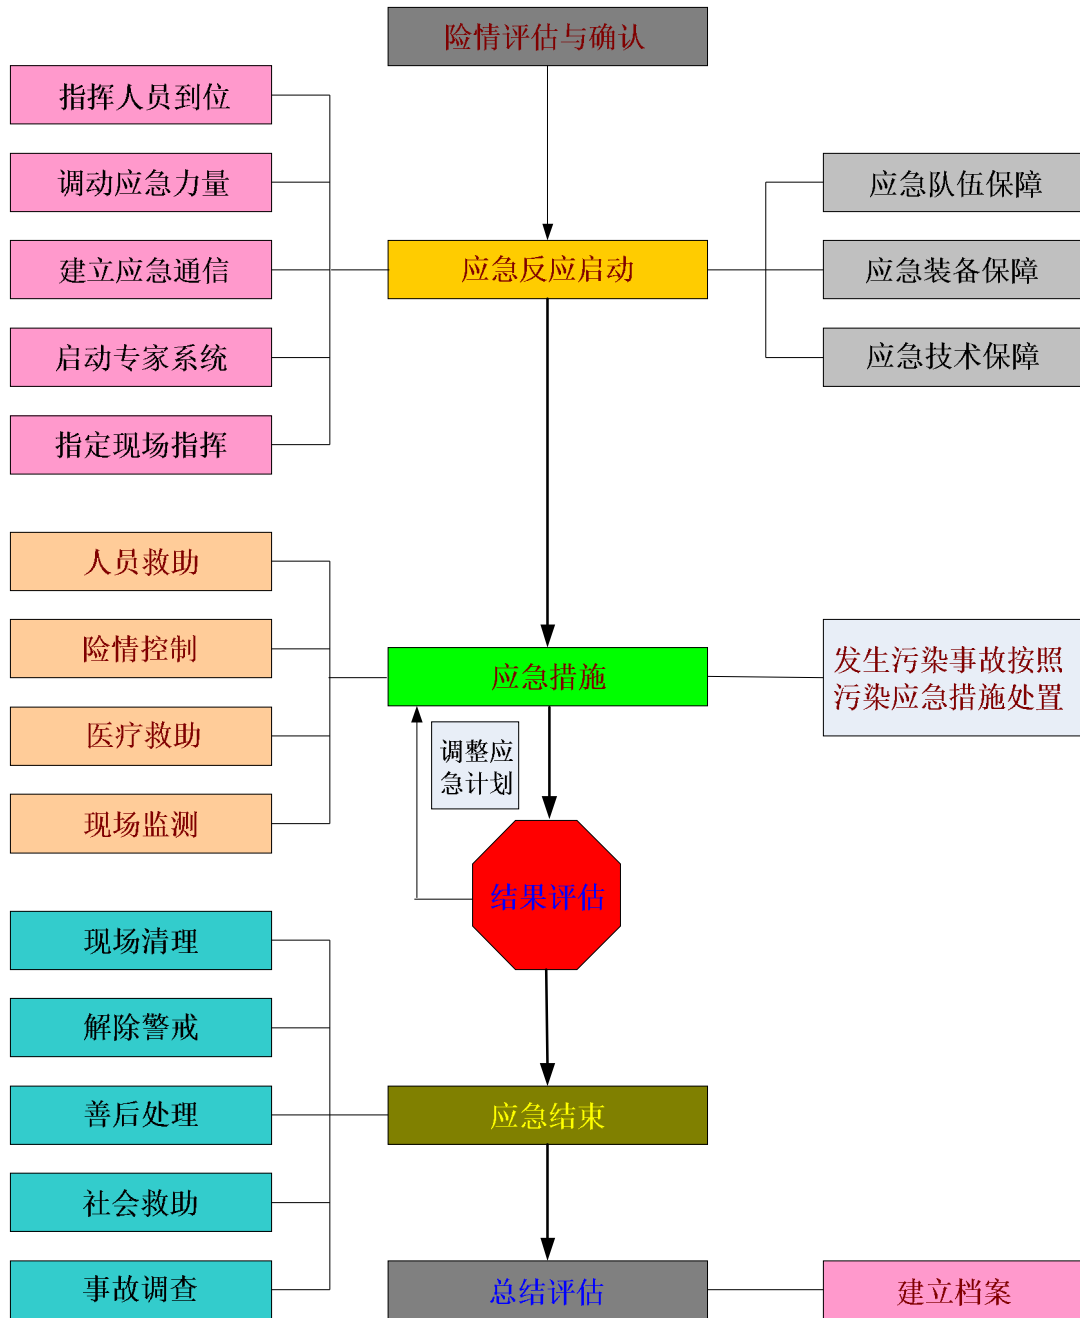 险情评估与确认
指挥人员到位
调动应急力量
应急队伍保障
建立应急通信
应急反应启动
应急装备保障
启动专家系统
应急技术保障
指定现场指挥
人员救助
险情控制
应急措施
发生污染事故按照
污染应急措施处置
医疗救助
调整应
急计划
现场监测
结果评估
现场清理
解除警戒
善后处理
应急结束
社会救助
事故调查
总结评估
建立档案